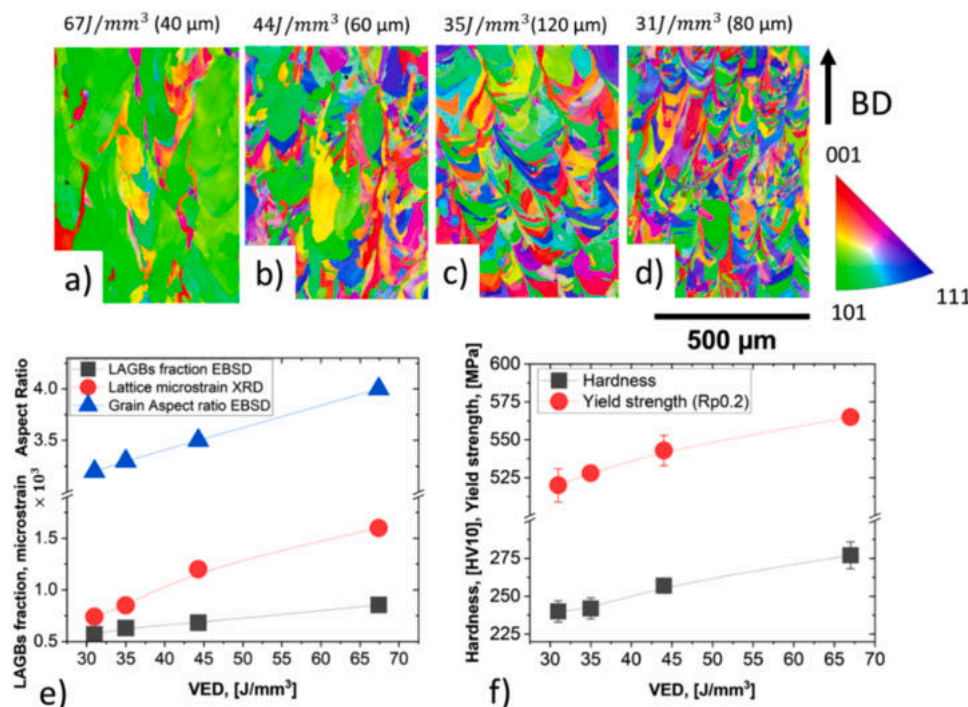 67J/mm³ (40 μm) 44J/mm³ (60 μm) 35J/mm³ (120 μm) 31J/mm³ (80 μm)
BD
001
101
111
a) b) c) d)
500 μm
LAGBs fraction EBSD
Lattice microstrain XRD
Grain Aspect ratio EBSD
Aspect Ratio
LAGBs fraction, microstrain × 10³
4.0
3.5
1.5
1.0
0.5
30 35 40 45 50 55 60 65 70
VED, [J/mm³]
e)
Hardness
Yield strength (Rp0.2)
Hardness, [HV10], Yield strength, [MPa]
600
575
550
525
275
250
225
30 35 40 45 50 55 60 65 70
VED, [J/mm³]
f)